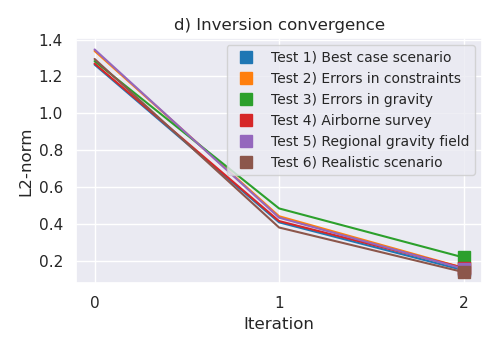 d) Inversion convergence
1.4
1.2
1.0
0.8
0.6
0.4
0.2
L2-norm
Test 1) Best case scenario
Test 2) Errors in constraints
Test 3) Errors in gravity
Test 4) Airborne survey
Test 5) Regional gravity field
Test 6) Realistic scenario
0 1 2
Iteration